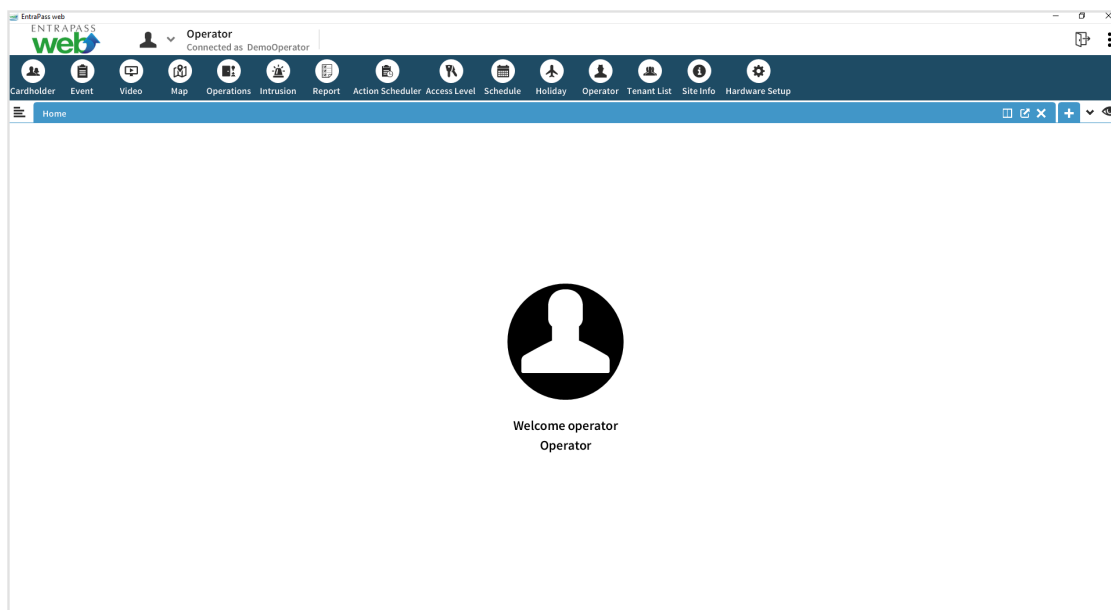 EntraPass web
ENTRAPASS
web
Operator
Connected as DemoOperator
Cardholder Event Video Map Operations Intrusion Report Action Scheduler Access Level Schedule Holiday Operator Tenant List Site Info Hardware Setup
Home
Welcome operator
Operator